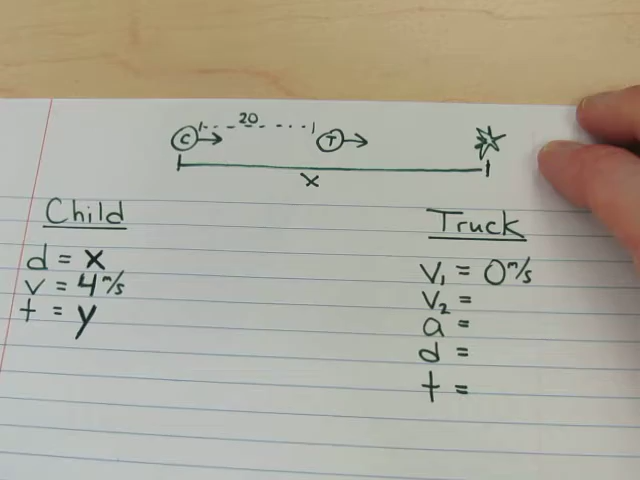 20
C T
x
Child
d = x
v = 4 m/s
t = y
Truck
v₁ = 0 m/s
v₂ =
a =
d =
t =